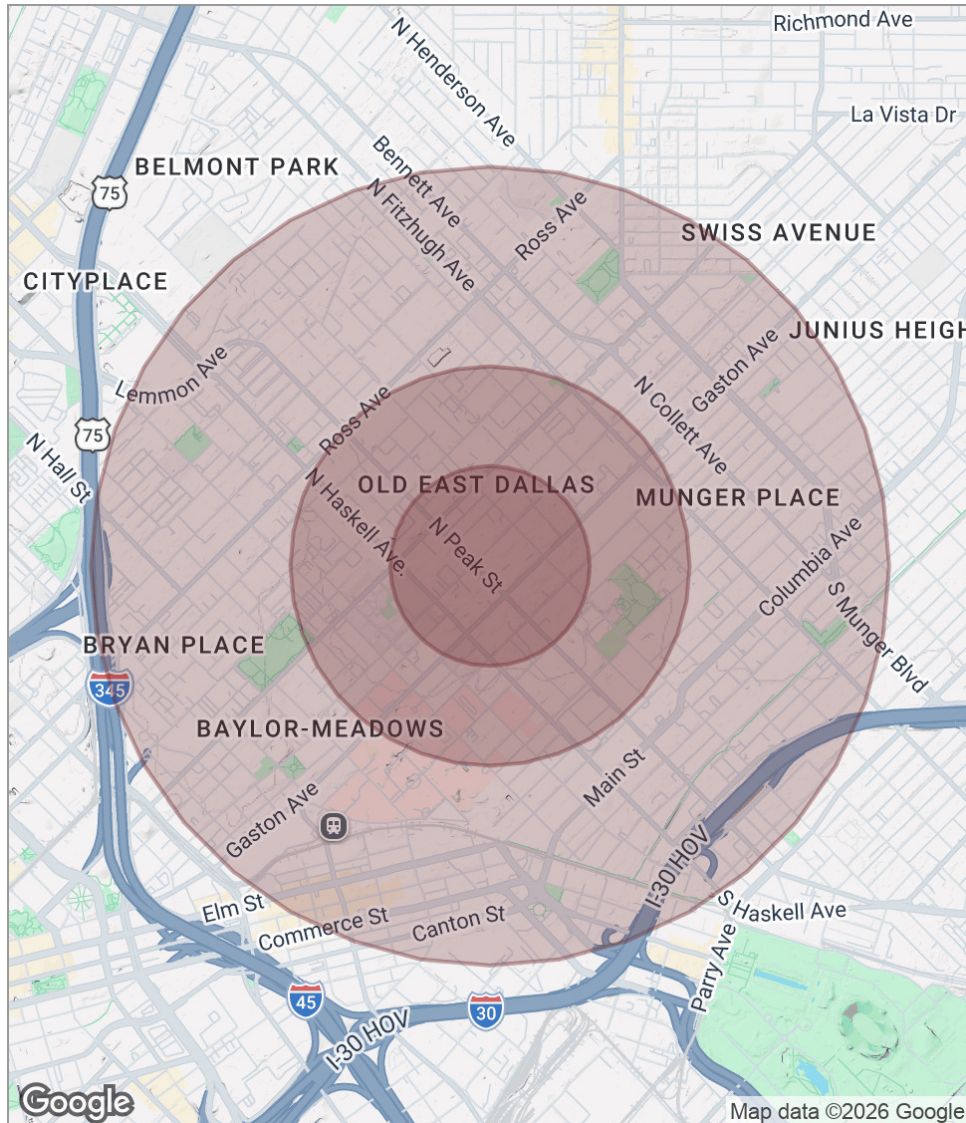 Richmond Ave
N Henderson Ave
La Vista Dr
BELMONT PARK
Bennett Ave
N Fitzhugh Ave
75
Ross Ave
SWISS AVENUE
CITYPLACE
JUNIUS HEIGH
Lemmon Ave
Gaston Ave
N Collett Ave
Ross Ave
75
N Hall St
OLD EAST DALLAS
N Haskell Ave.
MUNGER PLACE
N Peak St
Columbia Ave
S Munger Blvd
BRYAN PLACE
345
BAYLOR-MEADOWS
Main St
Gaston Ave
I-30 HOV
Elm St
Commerce St
Canton St
S Haskell Ave
Parry Ave
45
30
I-30 HOV
Google
Map data ©2026 Google